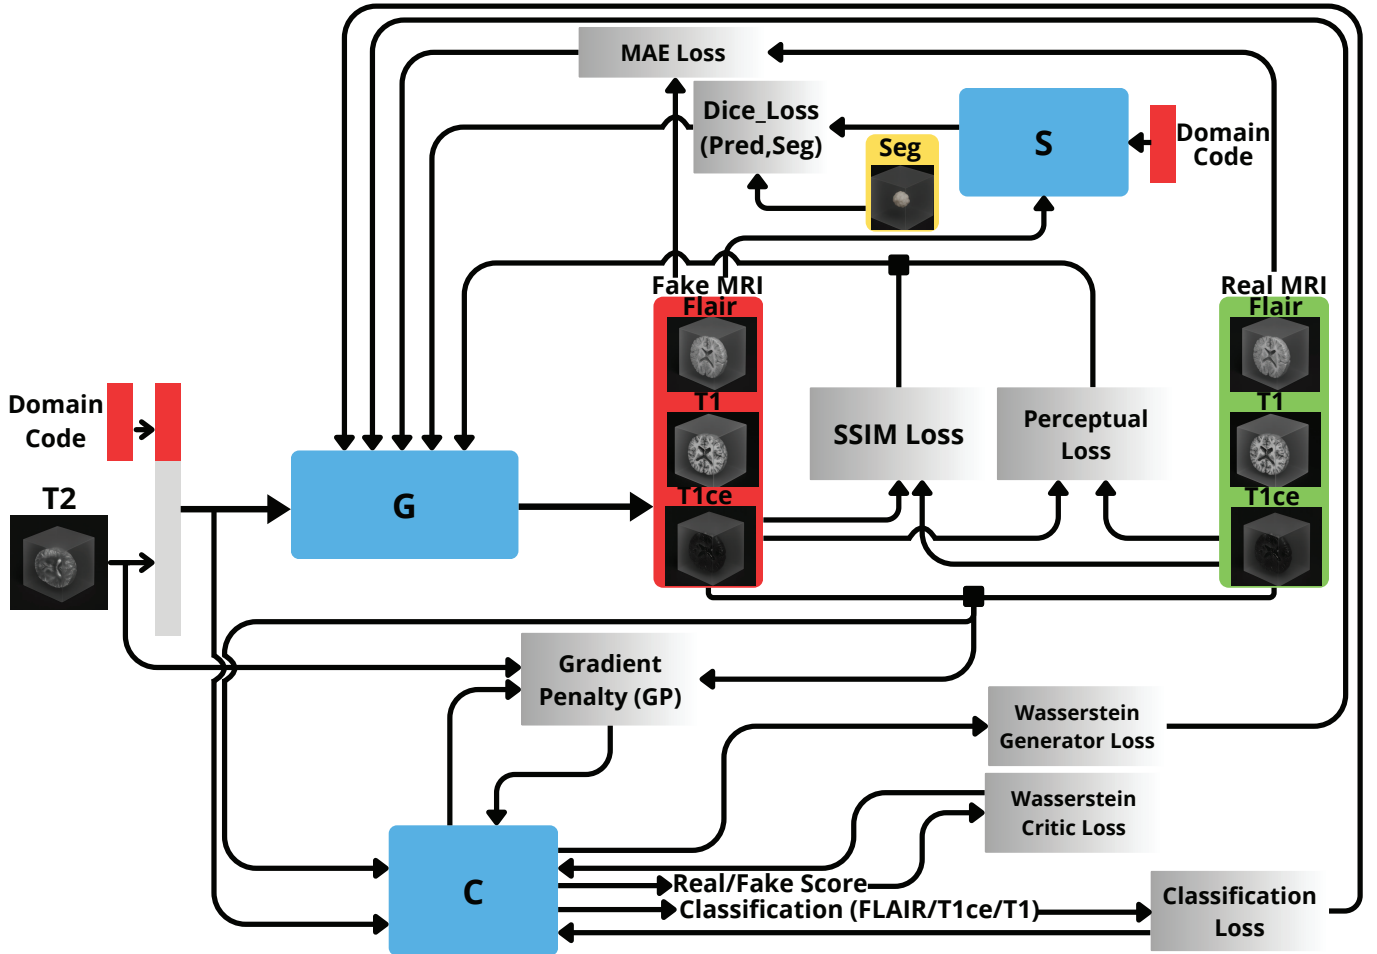 MAE Loss
Dice_Loss
(Pred,Seg)
Seg
S
Domain
Code
Fake MRI
Flair
T1
T1ce
Real MRI
Flair
T1
T1ce
SSIM Loss
Perceptual
Loss
Domain
Code
T2
G
Gradient
Penalty (GP)
Wasserstein
Generator Loss
Wasserstein
Critic Loss
C
Real/Fake Score
Classification (FLAIR/T1ce/T1)
Classification
Loss